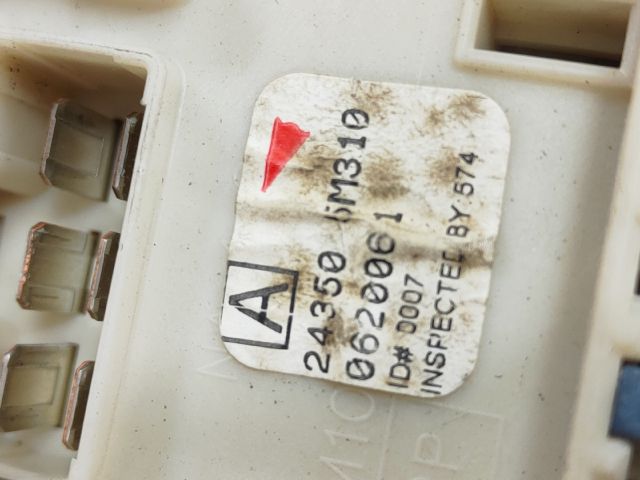 A
24350 5M310
0620061
ID# 0007
INSPECTED BY 574